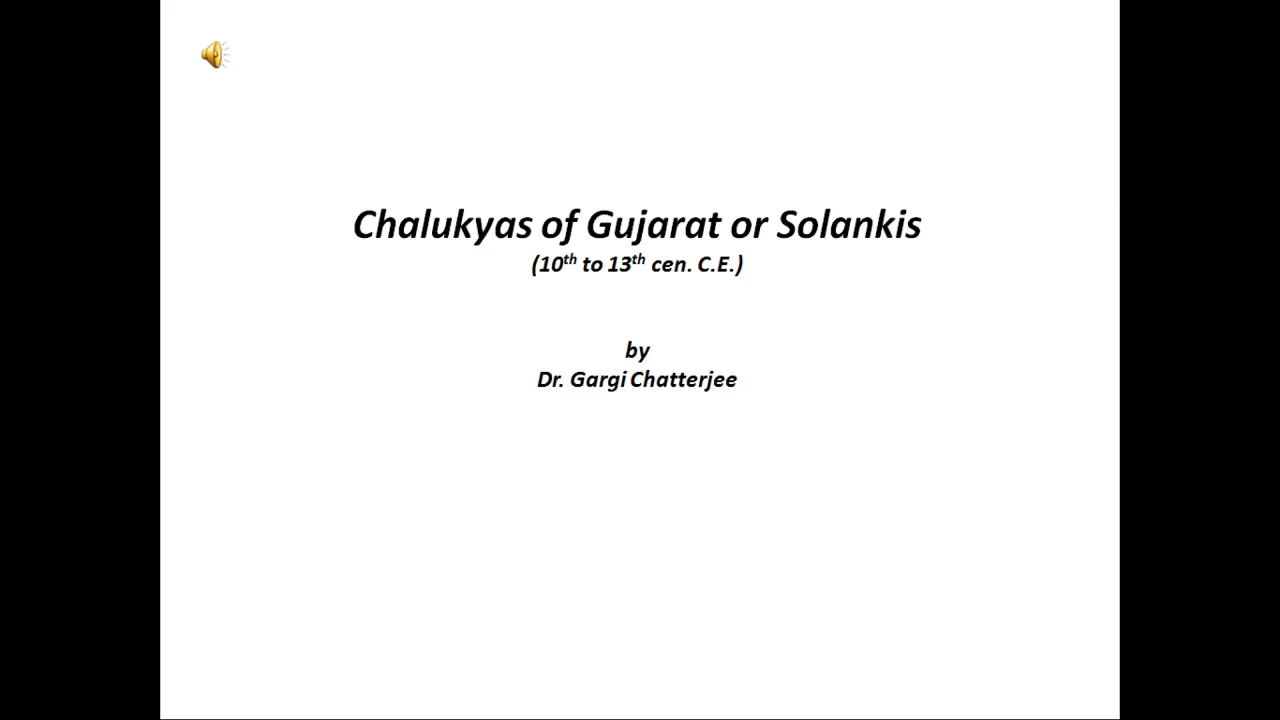 Chalukyas of Gujarat or Solankis
(10th to 13th cen. C.E.)
by
Dr. Gargi Chatterjee